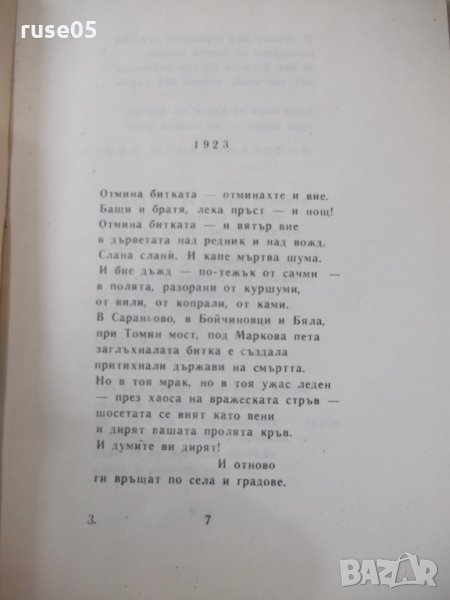 ruse05
1923
Отмина битката — отминахте и вие.
Бащи и братя, лека пръст — и нощ!
Отмина битката — и вятър вие
в дърветата над редник и над вожд.
Слана слани. И капе мъртва шума.
И бие дъжд — по-тежък от сачми —
в полята, разорани от куршуми,
от вили, от копрали, от ками.
В Сараньово, в Бойчиновци и Бяла,
при Томин мост, под Маркова пета
заглъхналата битка е създала
притихнали държави на смъртта.
Но в тоя мрак, но в тоя ужас леден
— през хаоса на вражеската стръв —
шосетата се внят като вени
и дирят вашата пролята кръв.
И думите ви дирят!
И отново
ги връщат по села и градове.
3. 7
BAZAR